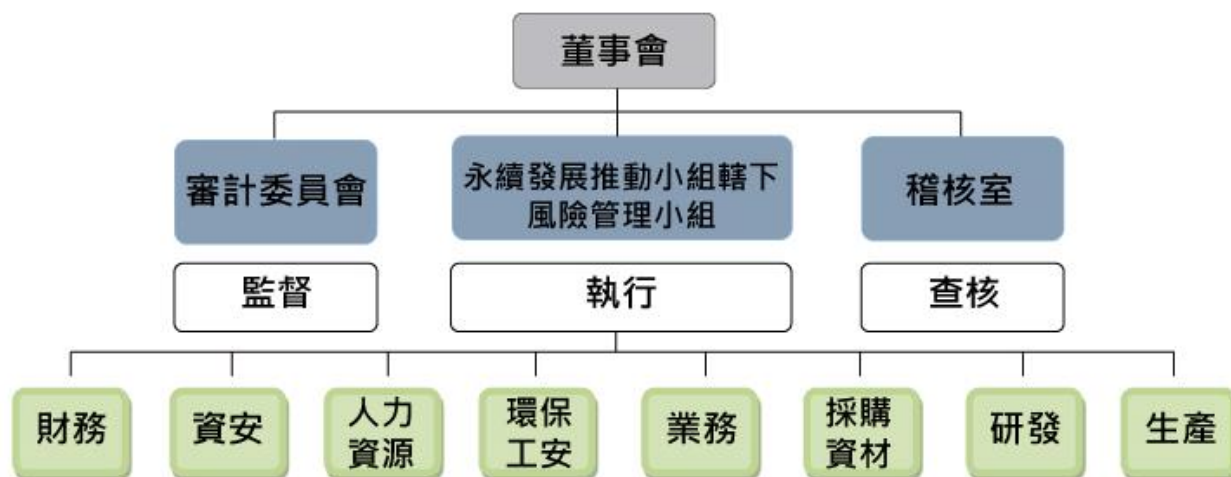 董事會
審計委員會
永續發展推動小組轄下
風險管理小組
稽核室
監督
執行
查核
財務
資安
人力
資源
環保
工安
業務
採購
資材
研發
生產